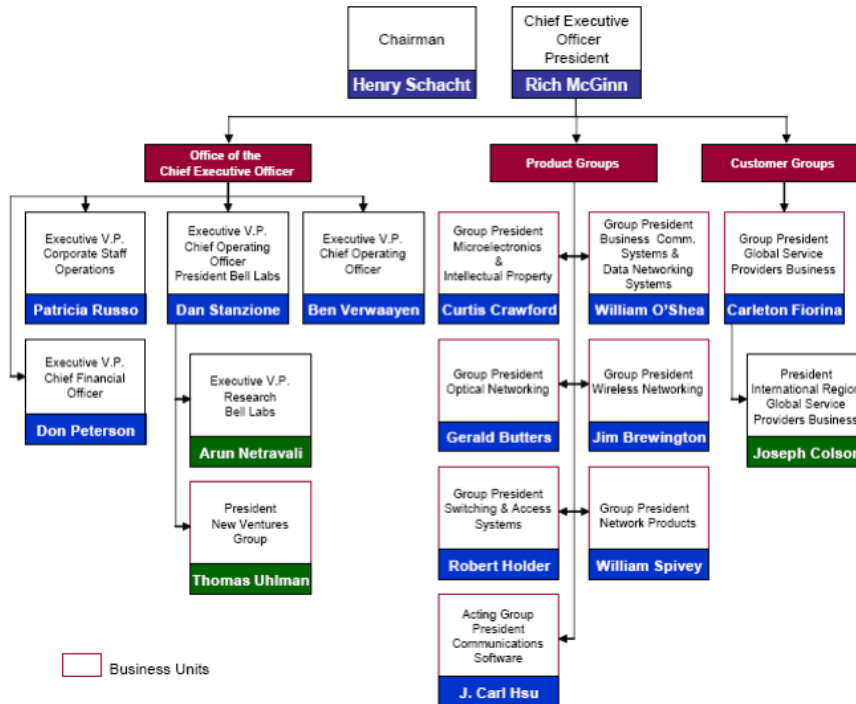 Chairman
Henry Schacht
Chief Executive
Officer
President
Rich McGinn
Office of the
Chief Executive Officer
Product Groups
Customer Groups
Executive V.P.
Corporate Staff
Operations
Patricia Russo
Executive V.P.
Chief Operating
Officer
President Bell Labs
Dan Stanzione
Executive V.P.
Chief Operating
Officer
Ben Verwaayen
Group President
Microelectronics
&
Intellectual Property
Curtis Crawford
Group President
Business Comm.
Systems &
Data Networking
Systems
William O'Shea
Group President
Global Service
Providers Business
Carleton Fiorina
Executive V.P.
Chief Financial
Officer
Don Peterson
Executive V.P.
Research
Bell Labs
Arun Netravali
Group President
Optical Networking
Gerald Butters
Group President
Wireless Networking
Jim Brewington
President
International Region
Global Service
Providers Business
Joseph Colson
President
New Ventures
Group
Thomas Uhlman
Group President
Switching & Access
Systems
Robert Holder
Group President
Network Products
William Spivey
Acting Group
President
Communications
Software
J. Carl Hsu
Business Units